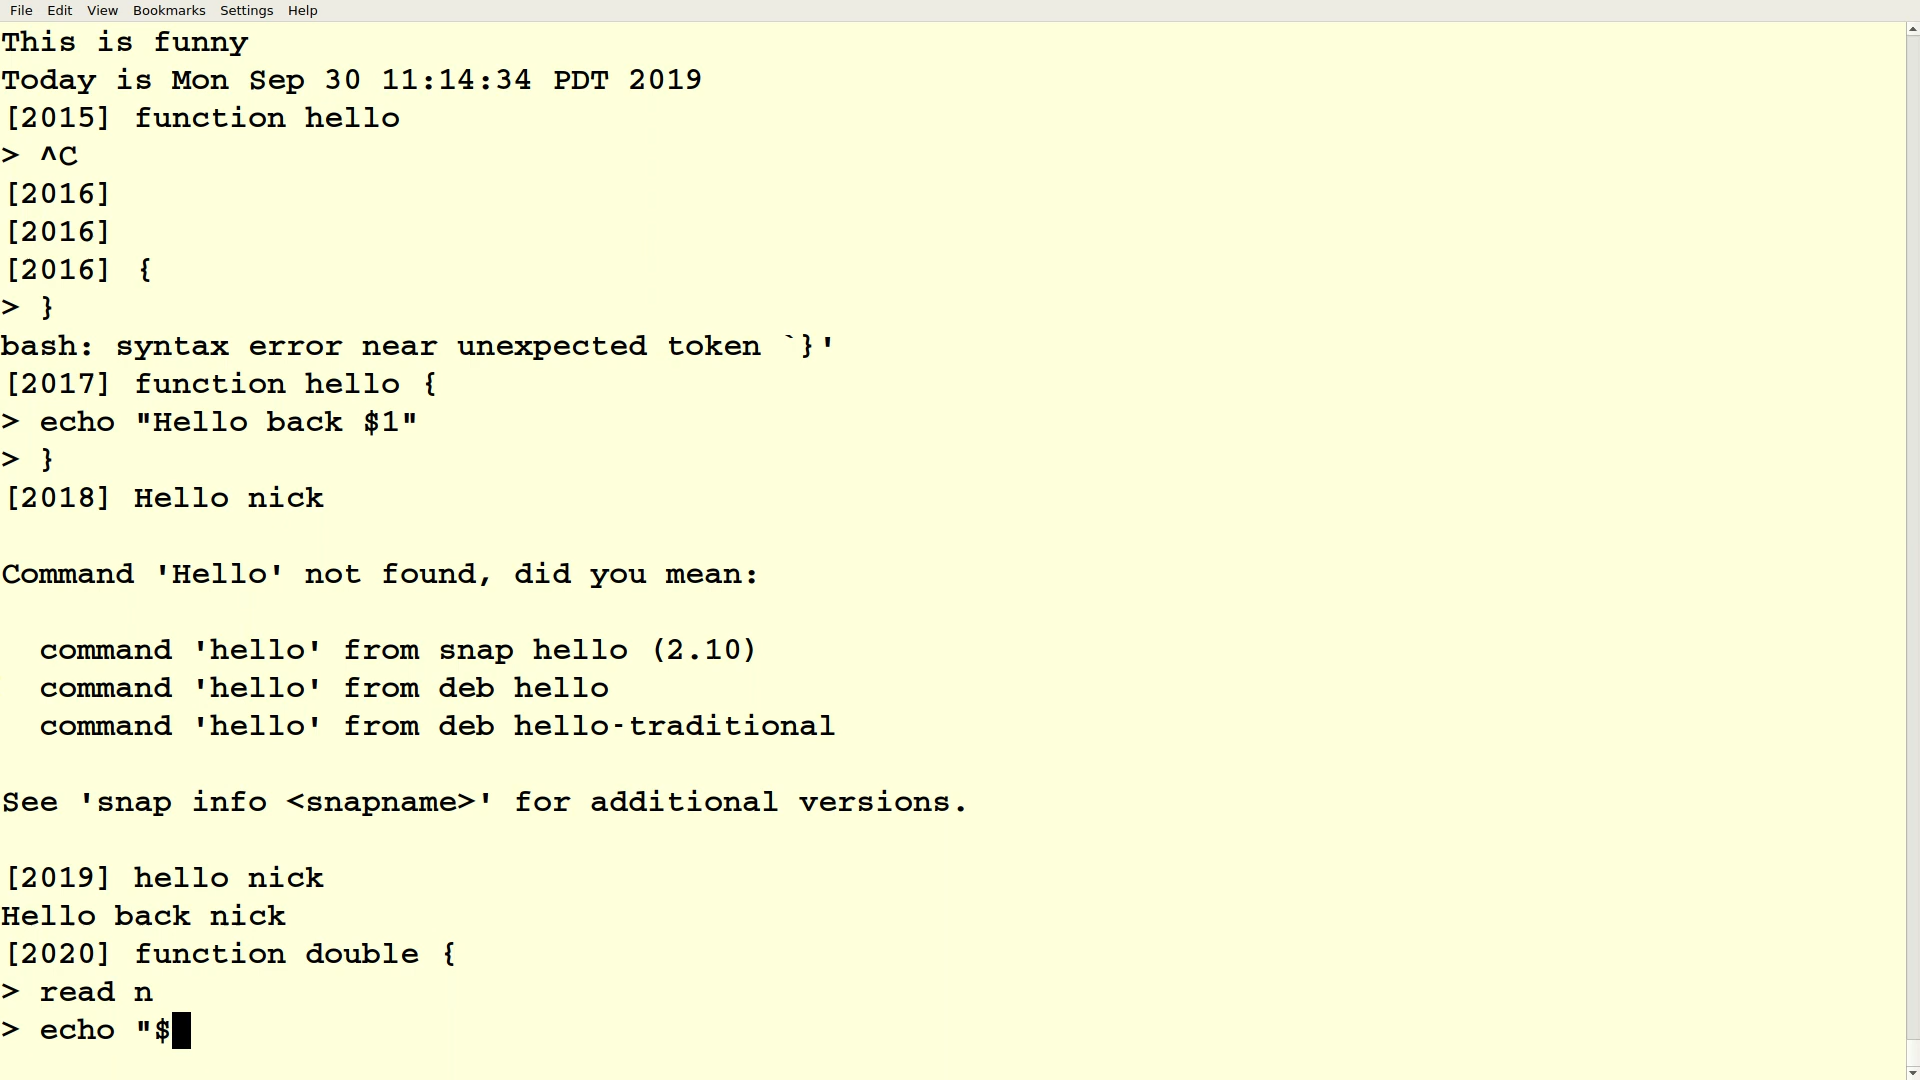 File Edit View Bookmarks Settings Help
This is funny
Today is Mon Sep 30 11:14:34 PDT 2019
[2015] function hello
> ^C
[2016]
[2016]
[2016] {
> }
bash: syntax error near unexpected token `}'
[2017] function hello {
> echo "Hello back $1"
> }
[2018] Hello nick
Command 'Hello' not found, did you mean:
command 'hello' from snap hello (2.10)
command 'hello' from deb hello
command 'hello' from deb hello-traditional
See 'snap info <snapname>' for additional versions.
[2019] hello nick
Hello back nick
[2020] function double {
> read n
> echo "$